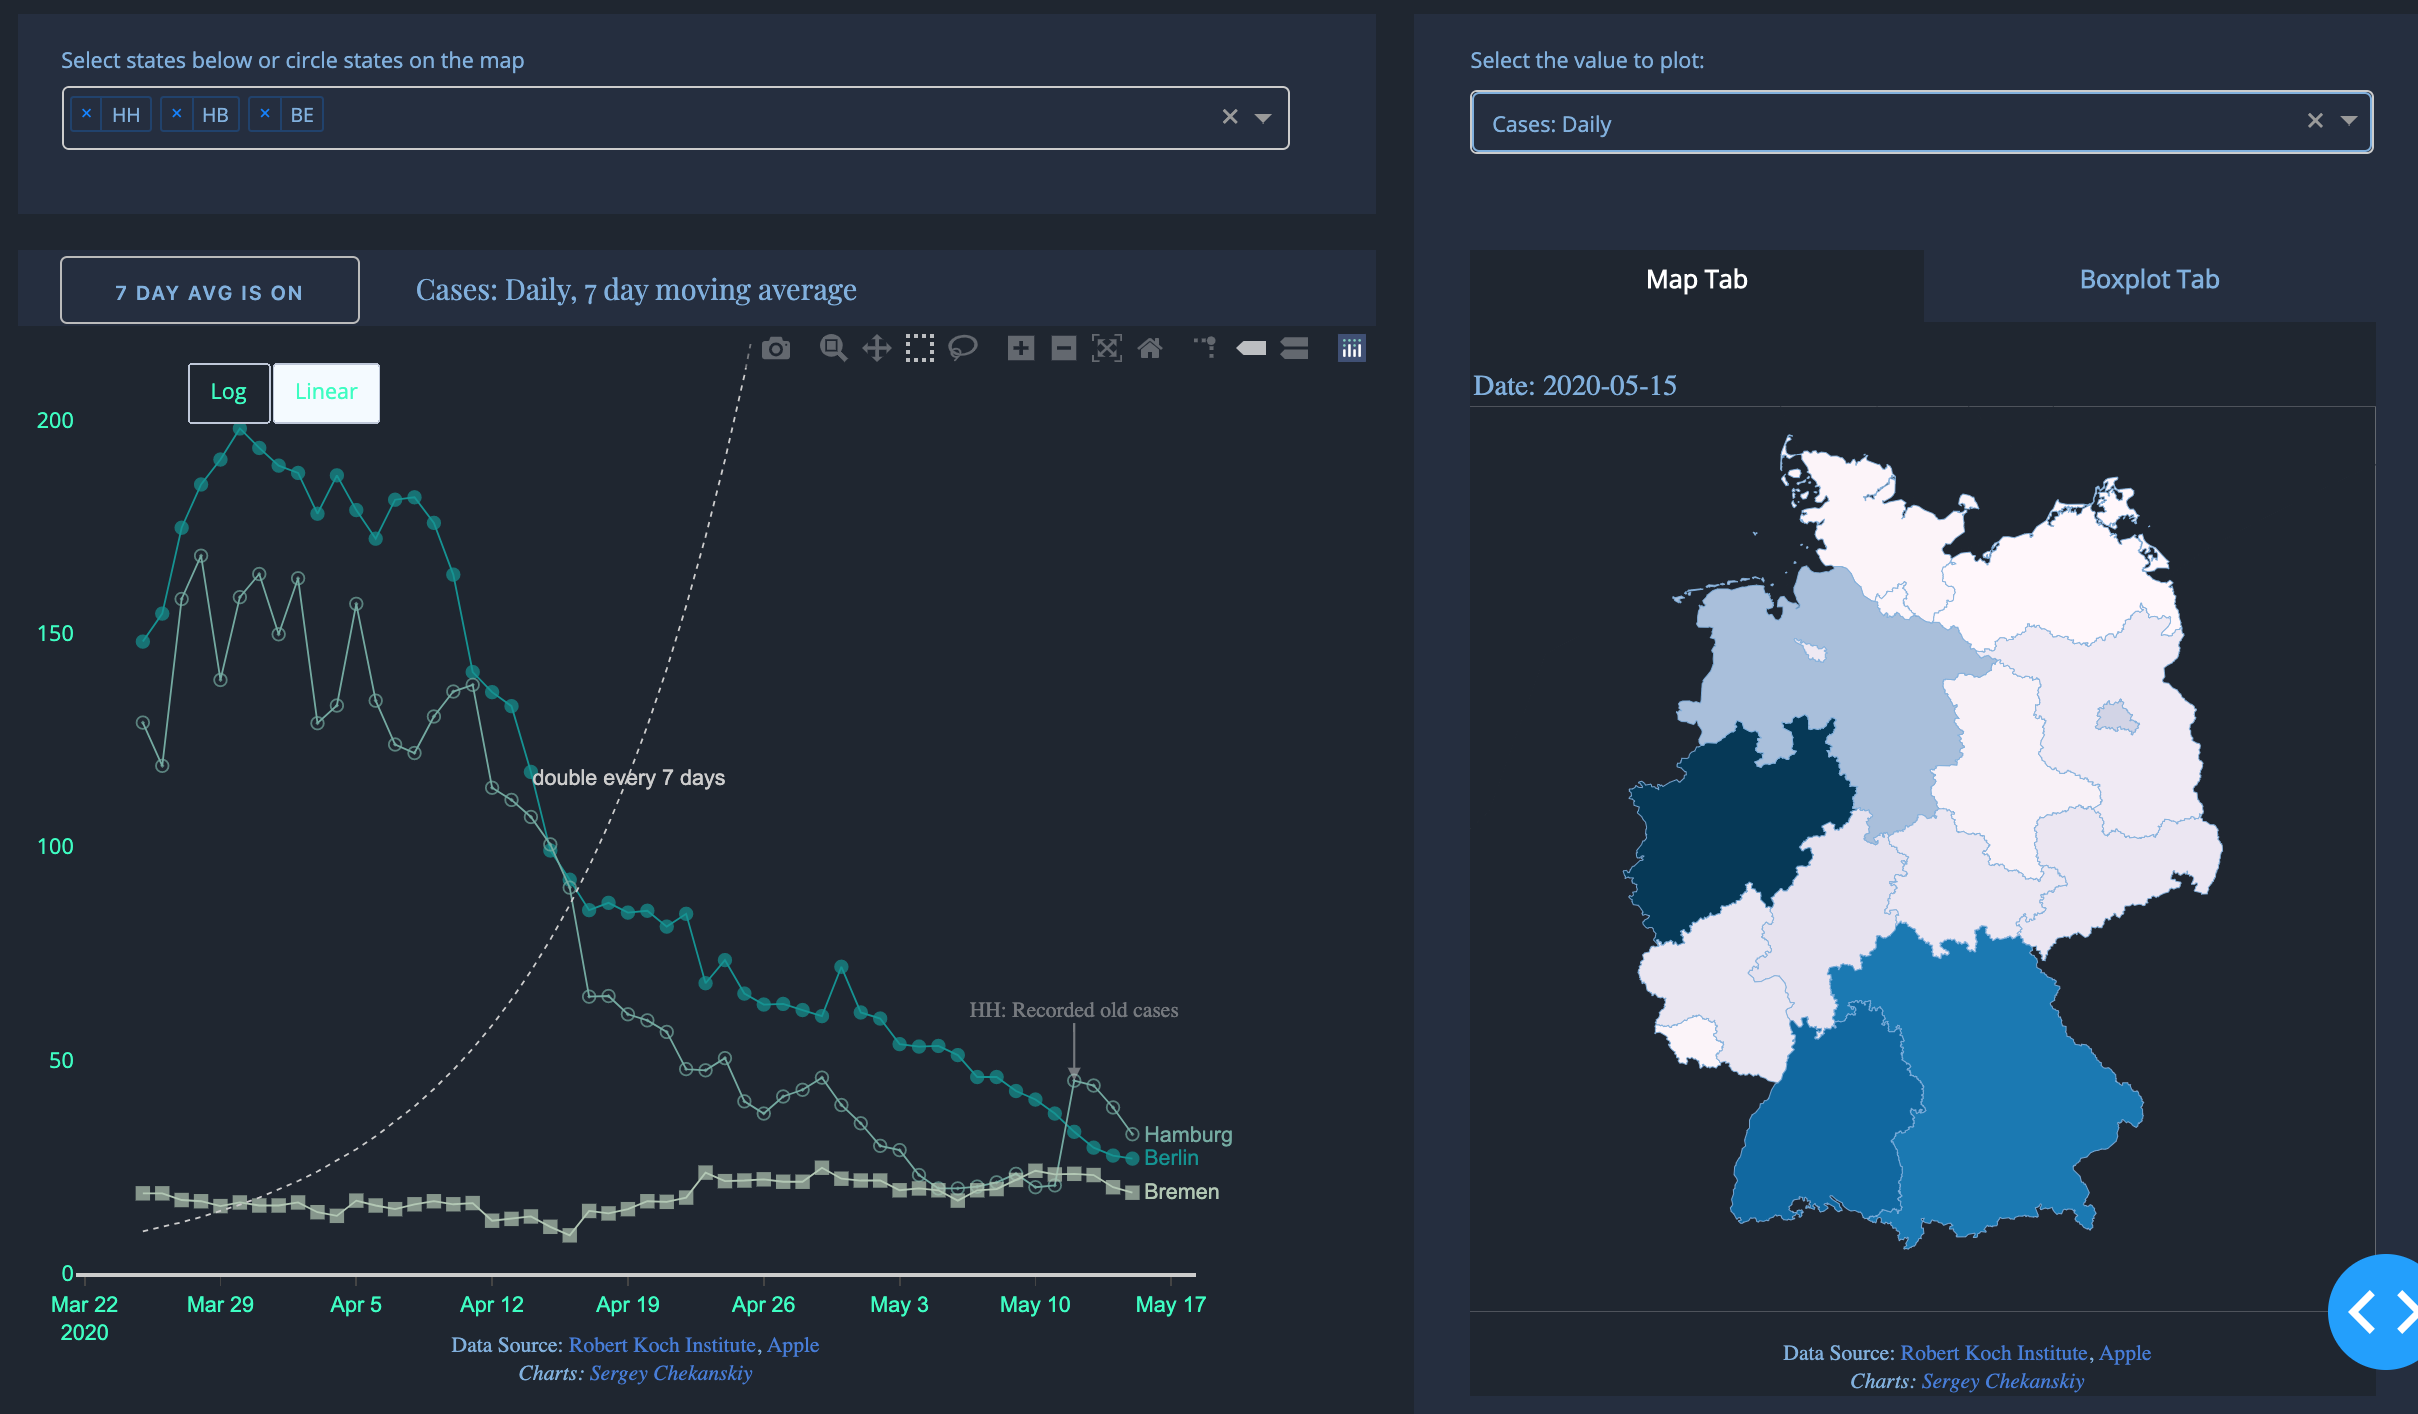 Select states below or circle states on the map
× HH × HB × BE
Select the value to plot:
Cases: Daily
7 DAY AVG IS ON
Cases: Daily, 7 day moving average
Map Tab
Boxplot Tab
Log
Linear
Date: 2020-05-15
200
150
100
50
0
double every 7 days
HH: Recorded old cases
Hamburg
Berlin
Bremen
Mar 22
2020
Mar 29
Apr 5
Apr 12
Apr 19
Apr 26
May 3
May 10
May 17
Data Source: Robert Koch Institute, Apple
Charts: Sergey Chekanskiy
Data Source: Robert Koch Institute, Apple
Charts: Sergey Chekanskiy